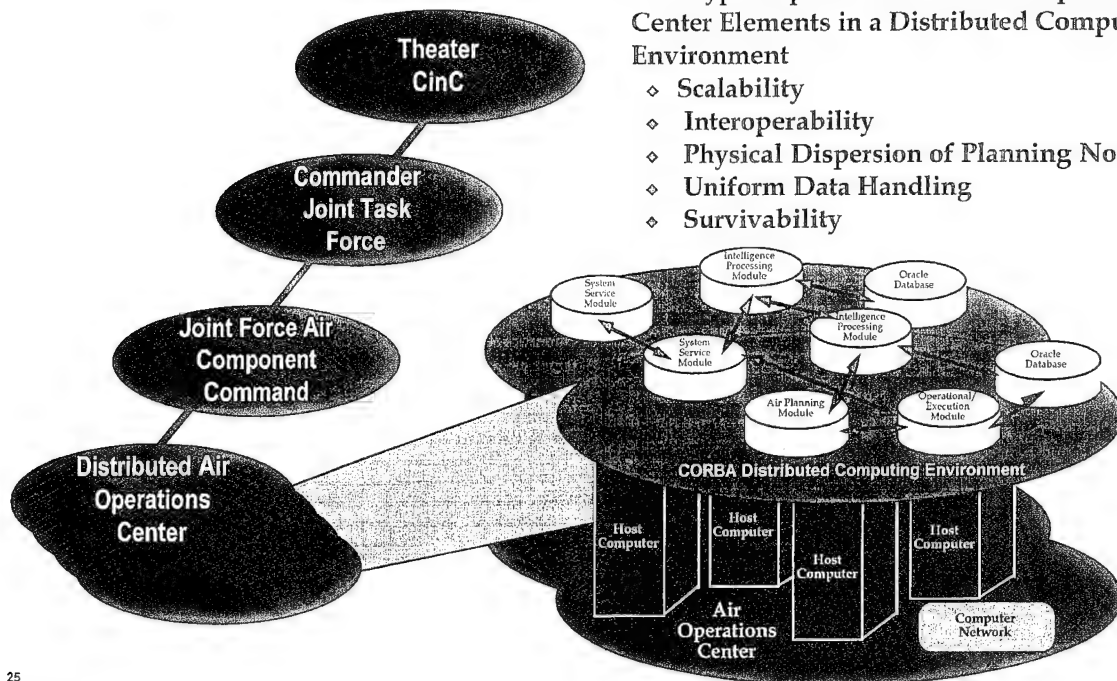 Center Elements in a Distributed
Environment
Scalability
Interoperability
Physical Dispersion of Planning
Uniform Data Handling
Survivability
Theater
CinC
Commander
Joint Task
Force
Joint Force Air
Component
Command
Distributed Air
Operations
Center
Intelligence
Processing
Module
Oracle
Database
System
Service
Module
Intelligence
Processing
Module
System
Service
Module
Oracle
Database
Air Planning
Module
Operational/
Execution
Module
CORBA Distributed Computing Environment
Host
Computer
Host
Computer
Host
Computer
Host
Computer
Air
Operations
Center
Computer
Network
25